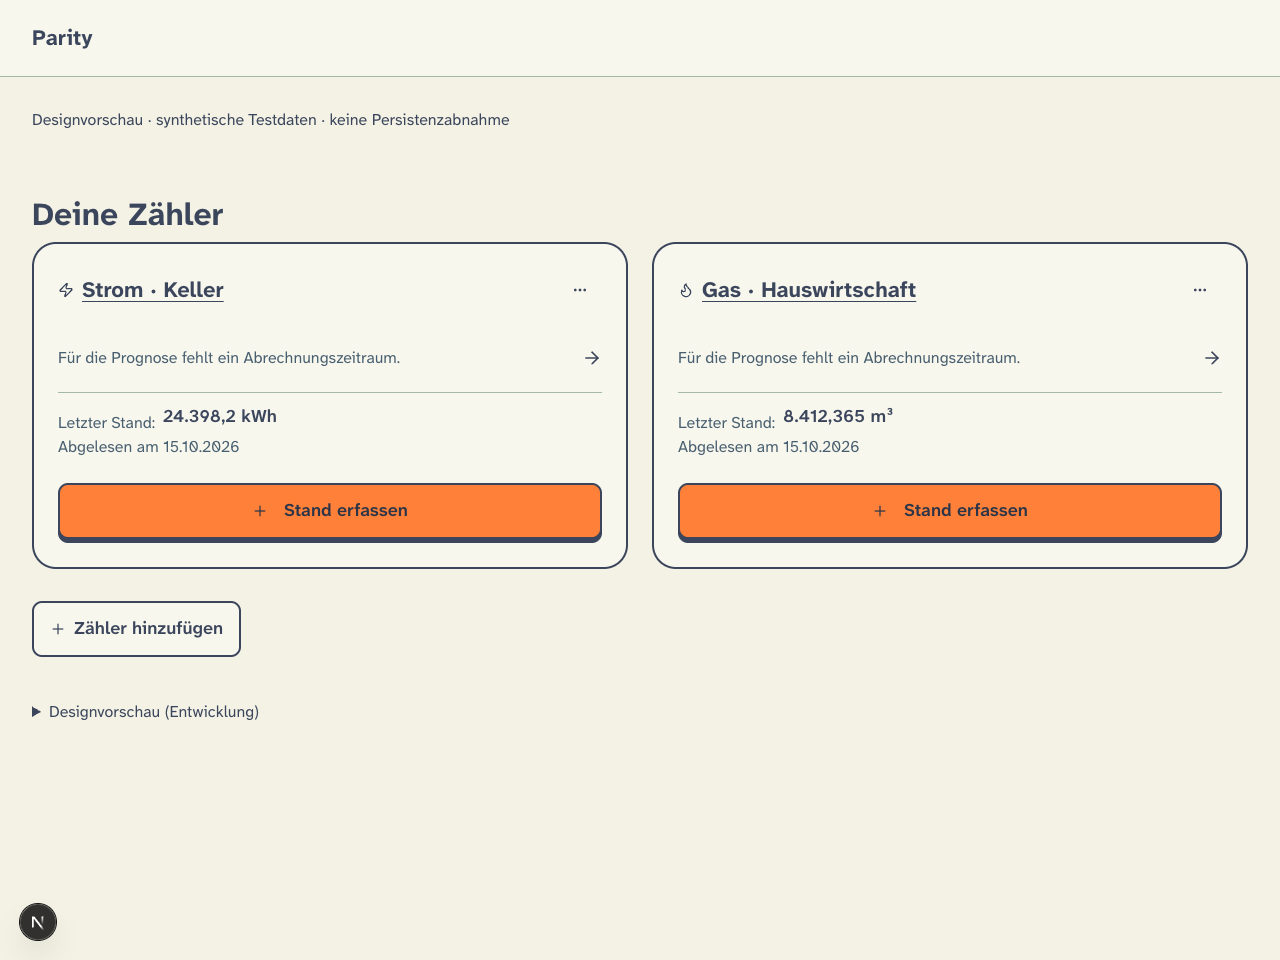 Parity
Designvorschau · synthetische Testdaten · keine Persistenzabnahme
Deine Zähler
Strom · Keller
Für die Prognose fehlt ein Abrechnungszeitraum.
Letzter Stand: 24.398,2 kWh
Abgelesen am 15.10.2026
+ Stand erfassen
Gas · Hauswirtschaft
Für die Prognose fehlt ein Abrechnungszeitraum.
Letzter Stand: 8.412,365 m³
Abgelesen am 15.10.2026
+ Stand erfassen
+ Zähler hinzufügen
Designvorschau (Entwicklung)
N